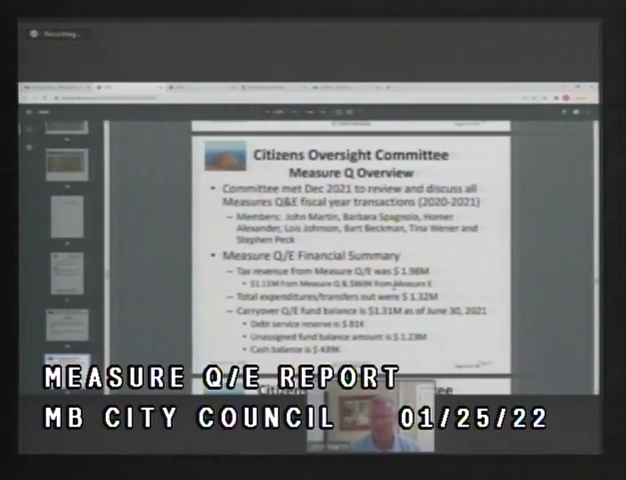 Recording...
Citizens Oversight Committee
Measure Q Overview
• Committee met Dec 2021 to review and discuss all
Measures Q&E fiscal year transactions (2020-2021)
– Members: John Martin, Barbara Spagnola, Homer
Alexander, Lois Johnson, Bart Beckman, Tina Wener and
Stephen Peck
• Measure Q/E Financial Summary
– Tax revenue from Measure Q/E was $ 1.98M
• $1.11M from Measure Q & $869K from Measure E
– Total expenditures/transfers out were $ 1.32M
– Carryover Q/E fund balance is $1.31M as of June 30, 2021
• Debt service reserve is $ 81K
• Unassigned fund balance amount is $ 1.23M
• Cash balance is $ 439K
MEASURE Q/E REPORT
MB CITY COUNCIL 01/25/22